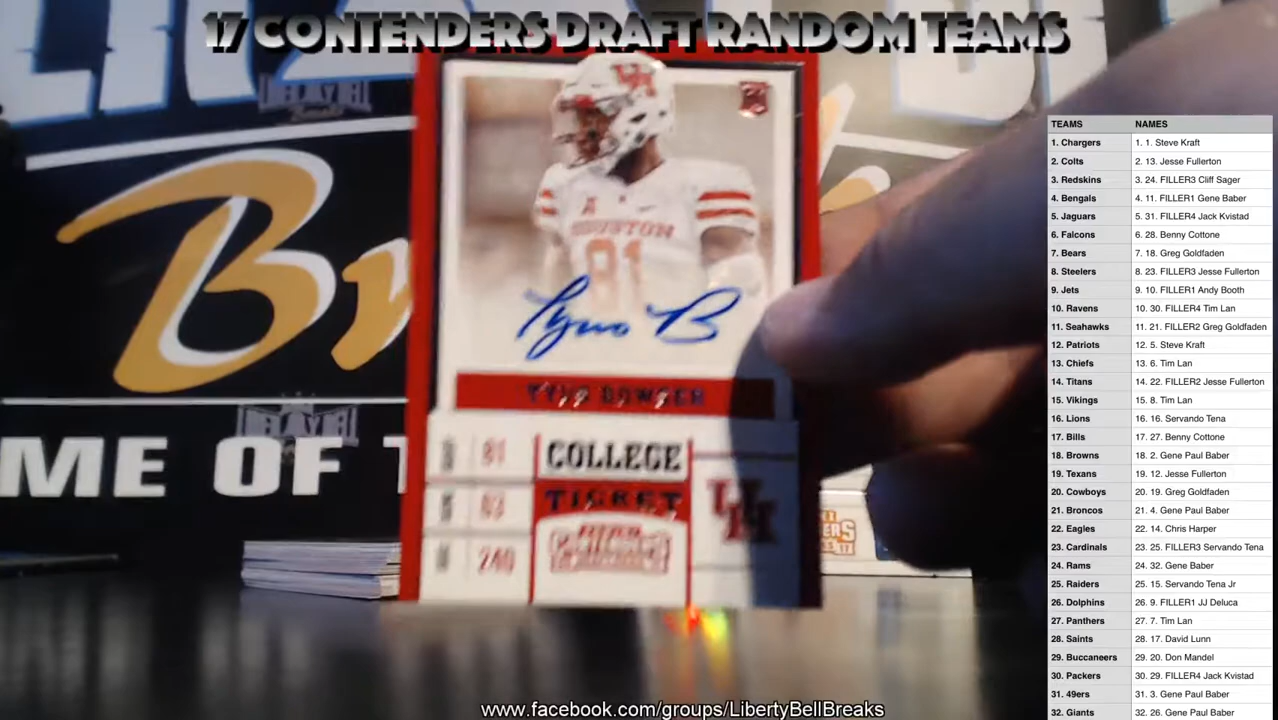 17 CONTENDERS DRAFT RANDOM TEAMS
ME OF T
HOUSTON
81
TYUS BOWSER
81
COLLEGE
TICKET
240
UH
TEAMS NAMES
1. Chargers 1. 1. Steve Kraft
2. Colts 2. 13. Jesse Fullerton
3. Redskins 3. 24. FILLER3 Cliff Sager
4. Bengals 4. 11. FILLER1 Gene Baber
5. Jaguars 5. 31. FILLER4 Jack Kvistad
6. Falcons 6. 28. Benny Cottone
7. Bears 7. 18. Greg Goldfaden
8. Steelers 8. 23. FILLER3 Jesse Fullerton
9. Jets 9. 10. FILLER1 Andy Booth
10. Ravens 10. 30. FILLER4 Tim Lan
11. Seahawks 11. 21. FILLER2 Greg Goldfaden
12. Patriots 12. 5. Steve Kraft
13. Chiefs 13. 6. Tim Lan
14. Titans 14. 22. FILLER2 Jesse Fullerton
15. Vikings 15. 8. Tim Lan
16. Lions 16. 16. Servando Tena
17. Bills 17. 27. Benny Cottone
18. Browns 18. 2. Gene Paul Baber
19. Texans 19. 12. Jesse Fullerton
20. Cowboys 20. 19. Greg Goldfaden
21. Broncos 21. 4. Gene Paul Baber
22. Eagles 22. 14. Chris Harper
23. Cardinals 23. 25. FILLER3 Servando Tena
24. Rams 24. 32. Gene Baber
25. Raiders 25. 15. Servando Tena Jr
26. Dolphins 26. 9. FILLER1 JJ Deluca
27. Panthers 27. 7. Tim Lan
28. Saints 28. 17. David Lunn
29. Buccaneers 29. 20. Don Mandel
30. Packers 30. 29. FILLER4 Jack Kvistad
31. 49ers 31. 3. Gene Paul Baber
32. Giants 32. 26. Gene Paul Baber
www.facebook.com/groups/LibertyBellBreaks